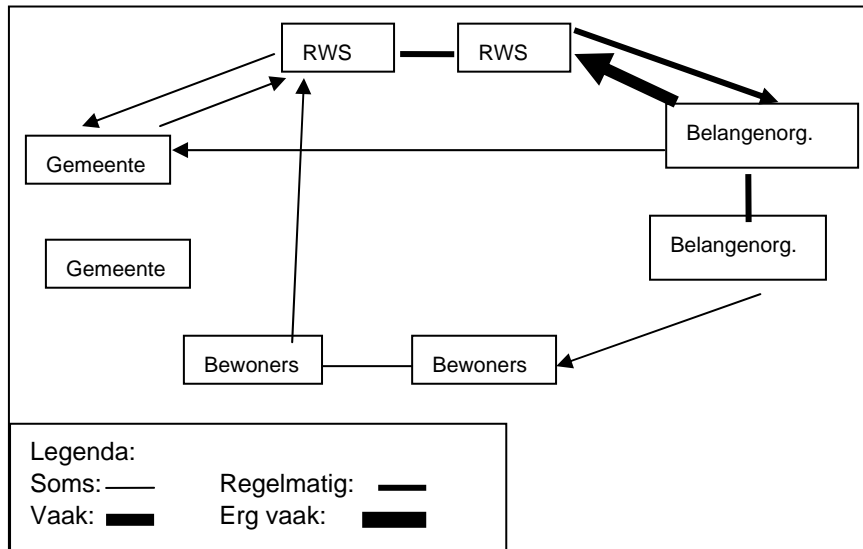 RWS
RWS
Belangenorg.
Gemeente
Belangenorg.
Gemeente
Bewoners
Bewoners
Legenda:
Soms: Regelmatig:
Vaak: Erg vaak: